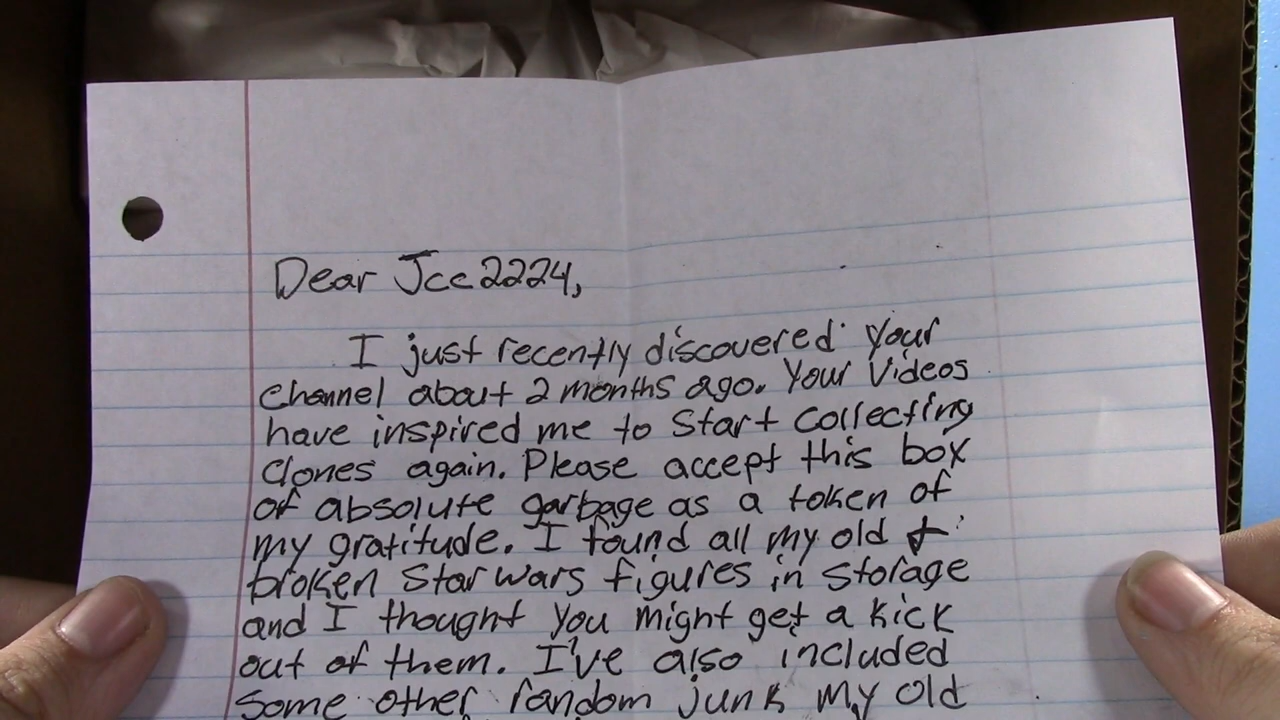 Dear Jcc2224,
I just recently discovered your
channel about 2 months ago. Your Videos
have inspired me to Start Collecting
Clones again. Please accept this box
of absolute garbage as a token of
my gratitude. I found all my old +
broken Star wars figures in Storage
and I thought you might get a kick
out of them. I've also included
Some other random junk my old